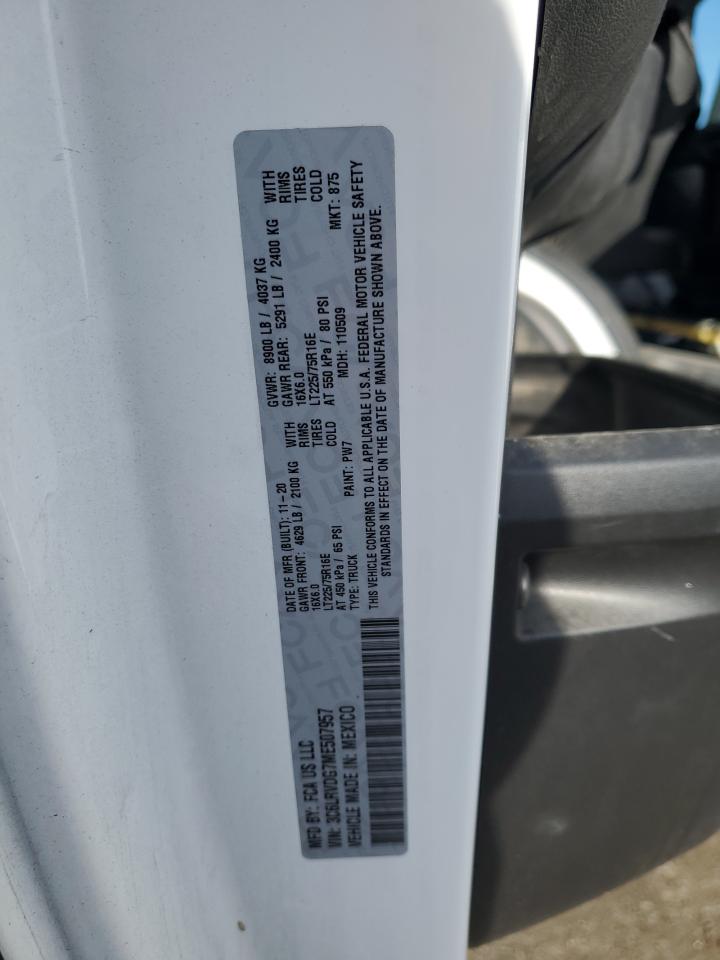 MFD BY: FCA US LLC
DATE OF MFR (BUILT): 11-20
GVWR: 8900 LB / 4037 KG
GAWR FRONT: 4629 LB / 2100 KG WITH
GAWR REAR: 5291 LB / 2400 KG WITH
16X6.0 RIMS
16X6.0 RIMS
LT225/75R16E TIRES
LT225/75R16E TIRES
AT 450 kPa / 65 PSI COLD
AT 550 kPa / 80 PSI COLD
VIN: 3C6LRVDG7ME507957
TYPE: TRUCK
PAINT: PW7
MDH: 110509
MKT: 875
VEHICLE MADE IN: MEXICO
THIS VEHICLE CONFORMS TO ALL APPLICABLE U.S.A. FEDERAL MOTOR VEHICLE SAFETY
STANDARDS IN EFFECT ON THE DATE OF MANUFACTURE SHOWN ABOVE.